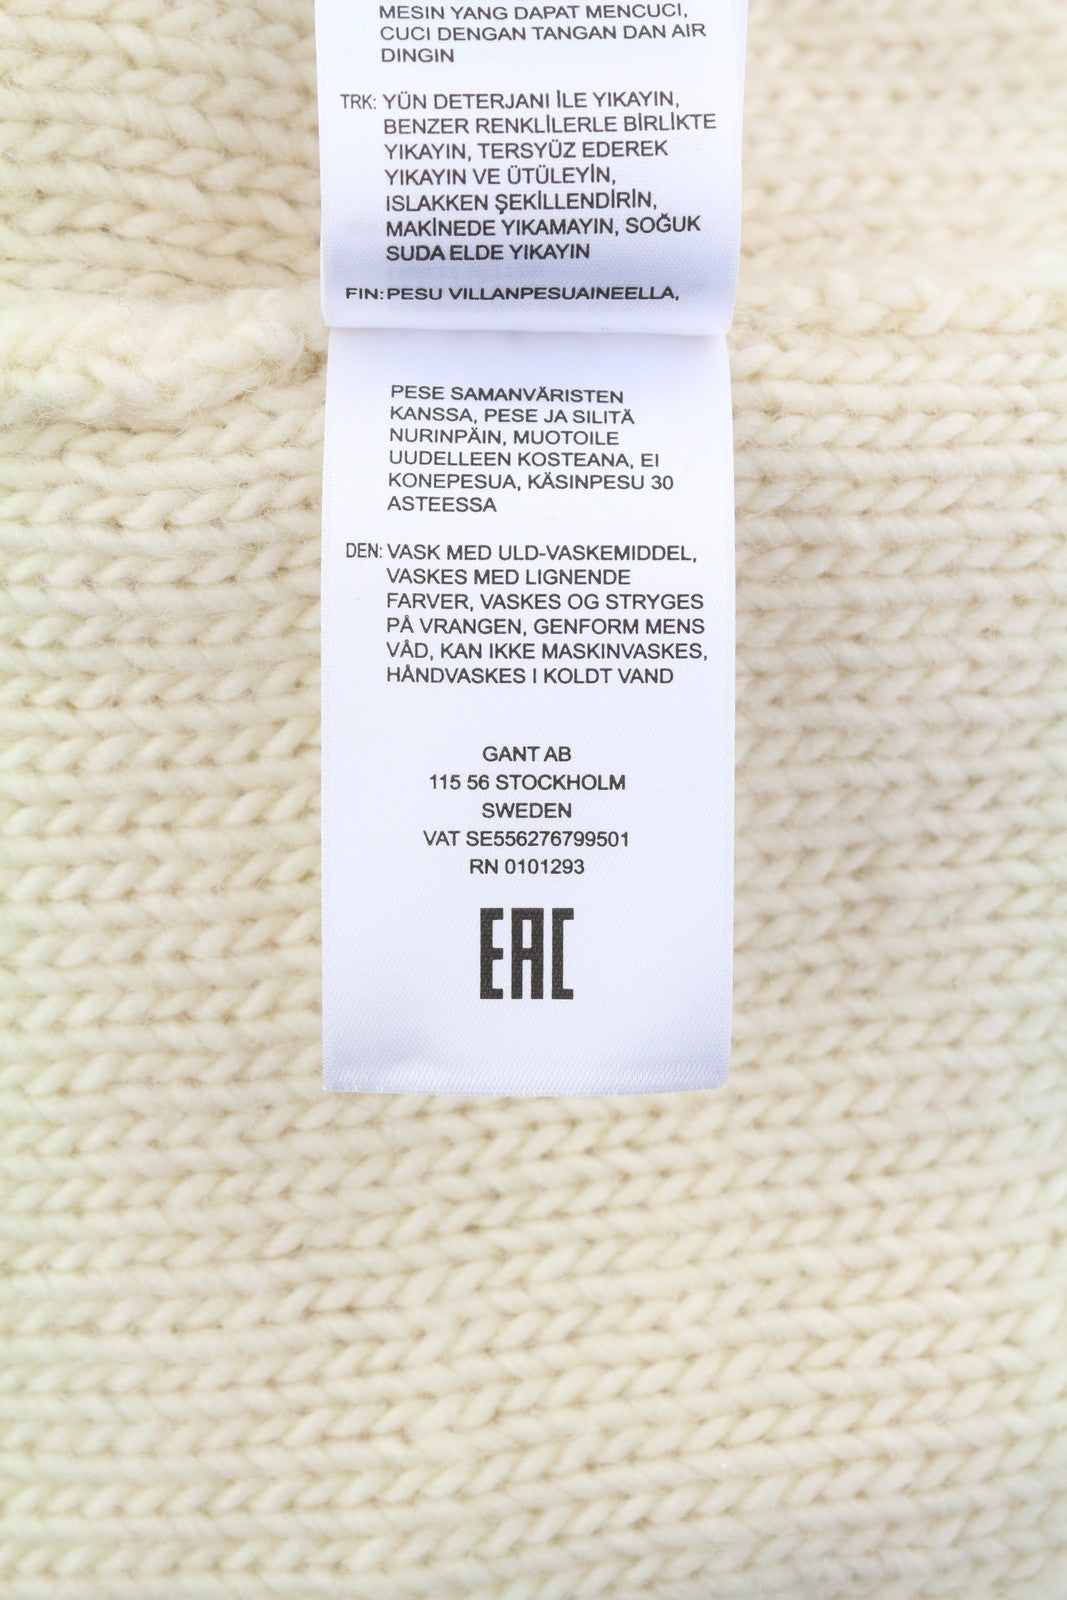 MESIN YANG DAPAT MENCUCI,
CUCI DENGAN TANGAN DAN AIR
DINGIN
TRK: YÜN DETERJANI İLE YIKAYIN,
BENZER RENKLİLERLE BİRLİKTE
YIKAYIN, TERSYÜZ EDEREK
YIKAYIN VE ÜTÜLEYİN,
ISLAKKEN ŞEKİLLENDİRİN,
MAKİNEDE YIKAMAYIN, SOĞUK
SUDA ELDE YIKAYIN
FIN: PESU VILLANPESUAINEELLA,
PESE SAMANVÄRISTEN
KANSSA, PESE JA SILITÄ
NURINPÄIN, MUOTOILE
UUDELLEEN KOSTEANA, EI
KONEPESUA, KÄSINPESU 30
ASTEESSA
DEN: VASK MED ULD-VASKEMIDDEL,
VASKES MED LIGNENDE
FARVER, VASKES OG STRYGES
PÅ VRANGEN, GENFORM MENS
VÅD, KAN IKKE MASKINVASKES,
HÅNDVASKES I KOLDT VAND
GANT AB
115 56 STOCKHOLM
SWEDEN
VAT SE556276799501
RN 0101293
EAC